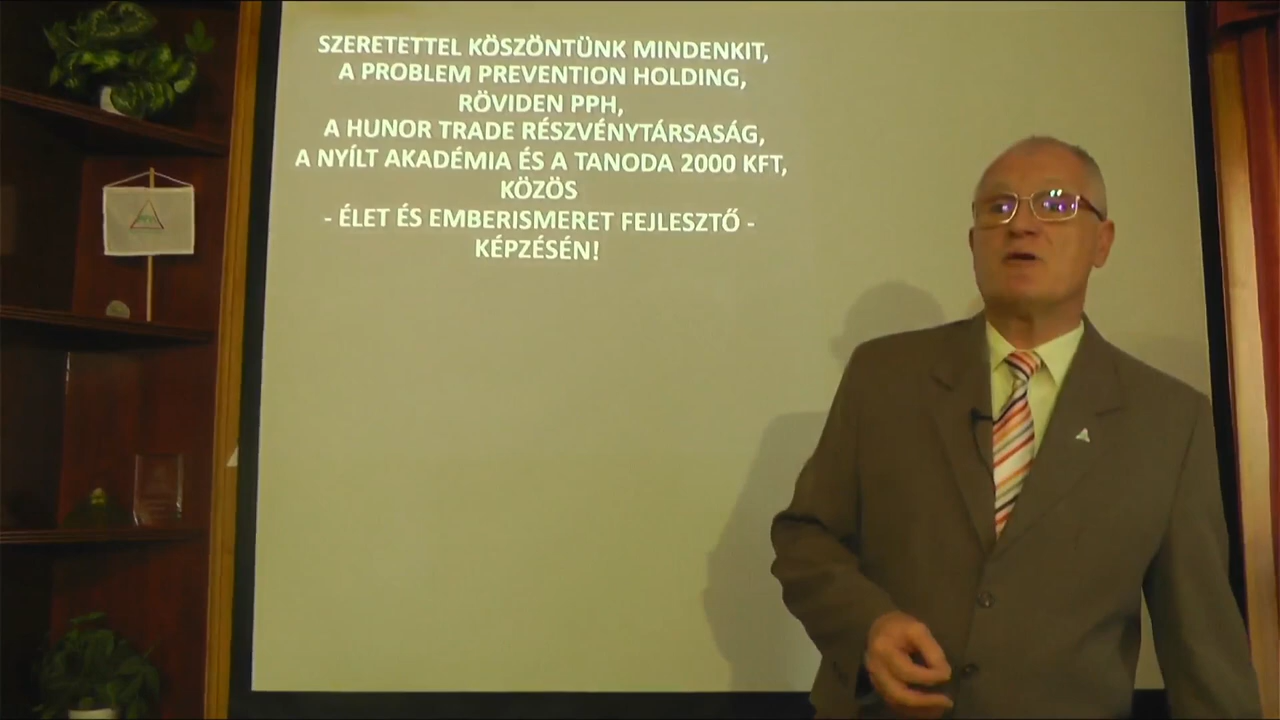 SZERETETTEL KÖSZÖNTÜNK MINDENKIT,
A PROBLEM PREVENTION HOLDING,
RÖVIDEN PPH,
A HUNOR TRADE RÉSZVÉNYTÁRSASÁG,
A NYÍLT AKADÉMIA ÉS A TANODA 2000 KFT,
KÖZÖS
- ÉLET ÉS EMBERISMERET FEJLESZTŐ -
KÉPZÉSÉN!